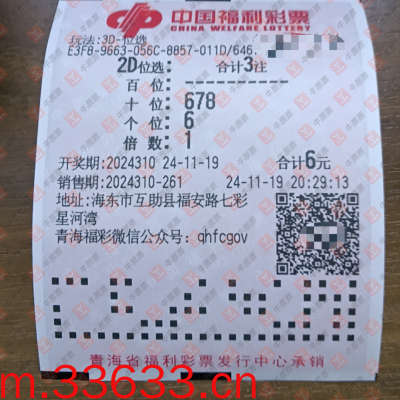 中国福利彩票
CHINA WELFARE LOTTERY
玩法:3D-位选
E3F8-9663-056C-8857-011D/646.
2D位选: 合计3注
百 位: -----------
十 位: 678
个 位: 6
倍 数: 1
开奖期:2024310 24-11-19 合计6元
销售期:2024310-261 24-11-19 20:29:13
地址:海东市互助县福安路七彩
星河湾
青海福彩微信公众号: qhfcgov
青海省福利彩票发行中心承销
m.33633.cn